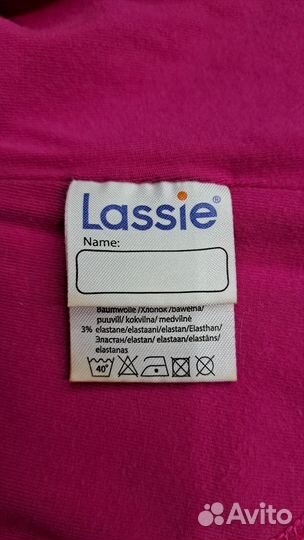 Lassie®
Name:
baumwolle/хлопок/bawełna/
puuvill/ kokvilna/ medvilnė
3% elastane/elastaani/elastan/Elasthan/
Эластан/elastan/ elastaan/elastāns/
elastanas
40°
Avito